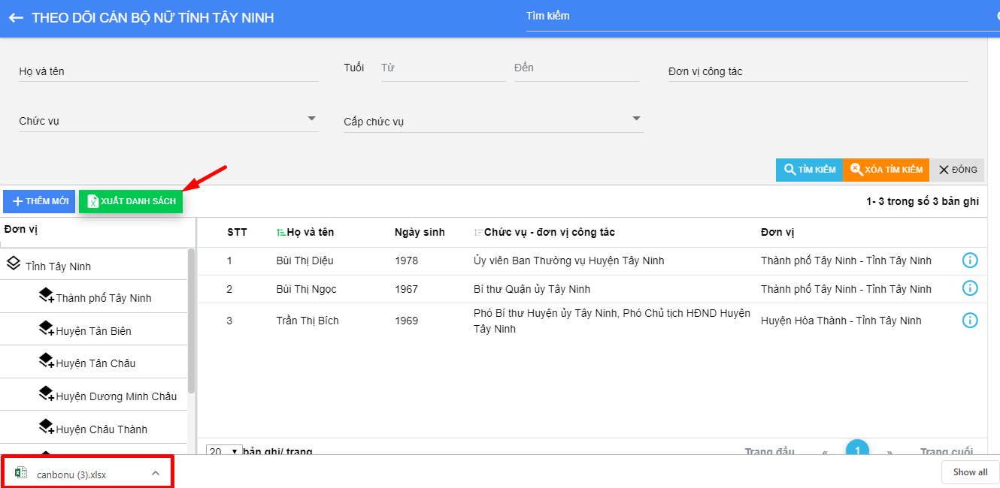 THEO DÕI CÁN BỘ NỮ TỈNH TÂY NINH
Tìm kiếm
Họ và tên
Tuổi
Từ
Đến
Đơn vị công tác
Chức vụ
Cấp chức vụ
TÌM KIẾM
XÓA TÌM KIẾM
ĐÓNG
THÊM MỚI
XUẤT DANH SÁCH
1- 3 trong số 3 bản ghi
Đơn vị
Tỉnh Tây Ninh
Thành phố Tây Ninh
Huyện Tân Biên
Huyện Tân Châu
Huyện Dương Minh Châu
Huyện Châu Thành
STT Họ và tên Ngày sinh Chức vụ - đơn vị công tác Đơn vị
1 Bùi Thị Diệu 1978 Ủy viên Ban Thường vụ Huyện Tây Ninh Thành phố Tây Ninh - Tỉnh Tây Ninh
2 Bùi Thị Ngọc 1967 Bí thư Quận ủy Tây Ninh Thành phố Tây Ninh - Tỉnh Tây Ninh
3 Trần Thị Bích 1969 Phó Bí thư Huyện ủy Tây Ninh, Phó Chủ tịch HĐND Huyện
Tây Ninh Huyện Hòa Thành - Tỉnh Tây Ninh
20 bản ghi/ trang Trang đầu « 1 » Trang cuối
canbonu (3).xlsx
Show all